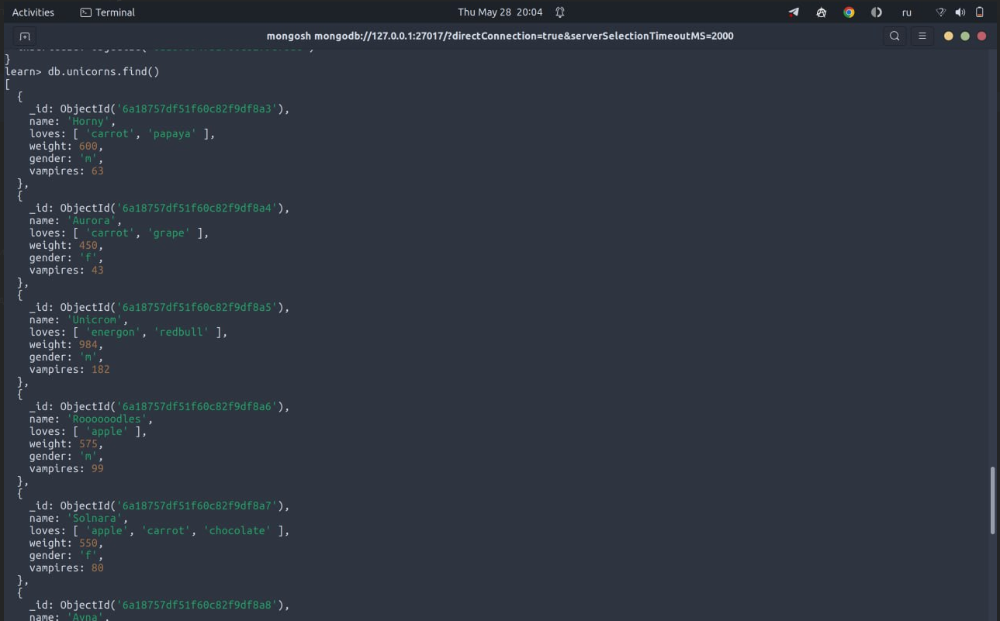 Activities Terminal Thu May 28 20:04 ru
mongosh mongodb://127.0.0.1:27017/?directConnection=true&serverSelectionTimeoutMS=2000
}
learn> db.unicorns.find()
[
  {
    _id: ObjectId('6a18757df51f60c82f9df8a3'),
    name: 'Horny',
    loves: [ 'carrot', 'papaya' ],
    weight: 600,
    gender: 'm',
    vampires: 63
  },
  {
    _id: ObjectId('6a18757df51f60c82f9df8a4'),
    name: 'Aurora',
    loves: [ 'carrot', 'grape' ],
    weight: 450,
    gender: 'f',
    vampires: 43
  },
  {
    _id: ObjectId('6a18757df51f60c82f9df8a5'),
    name: 'Unicrom',
    loves: [ 'energon', 'redbull' ],
    weight: 984,
    gender: 'm',
    vampires: 182
  },
  {
    _id: ObjectId('6a18757df51f60c82f9df8a6'),
    name: 'Roooooodles',
    loves: [ 'apple' ],
    weight: 575,
    gender: 'm',
    vampires: 99
  },
  {
    _id: ObjectId('6a18757df51f60c82f9df8a7'),
    name: 'Solnara',
    loves: [ 'apple', 'carrot', 'chocolate' ],
    weight: 550,
    gender: 'f',
    vampires: 80
  },
  {
    _id: ObjectId('6a18757df51f60c82f9df8a8'),
    name: 'Ayna',